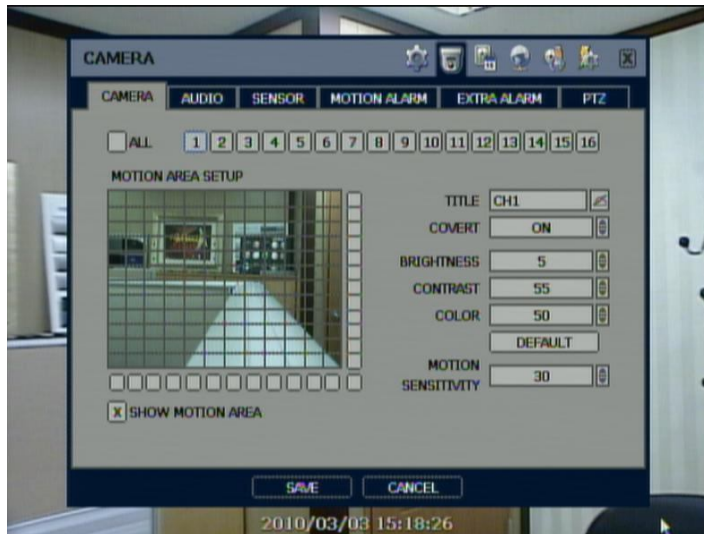 CAMERA
CAMERA AUDIO SENSOR MOTION ALARM EXTRA ALARM PTZ
ALL 1 2 3 4 5 6 7 8 9 10 11 12 13 14 15 16
MOTION AREA SETUP
TITLE CH1
COVERT ON
BRIGHTNESS 5
CONTRAST 55
COLOR 50
DEFAULT
MOTION SENSITIVITY 30
X SHOW MOTION AREA
SAVE CANCEL
2010/03/03 15:18:26